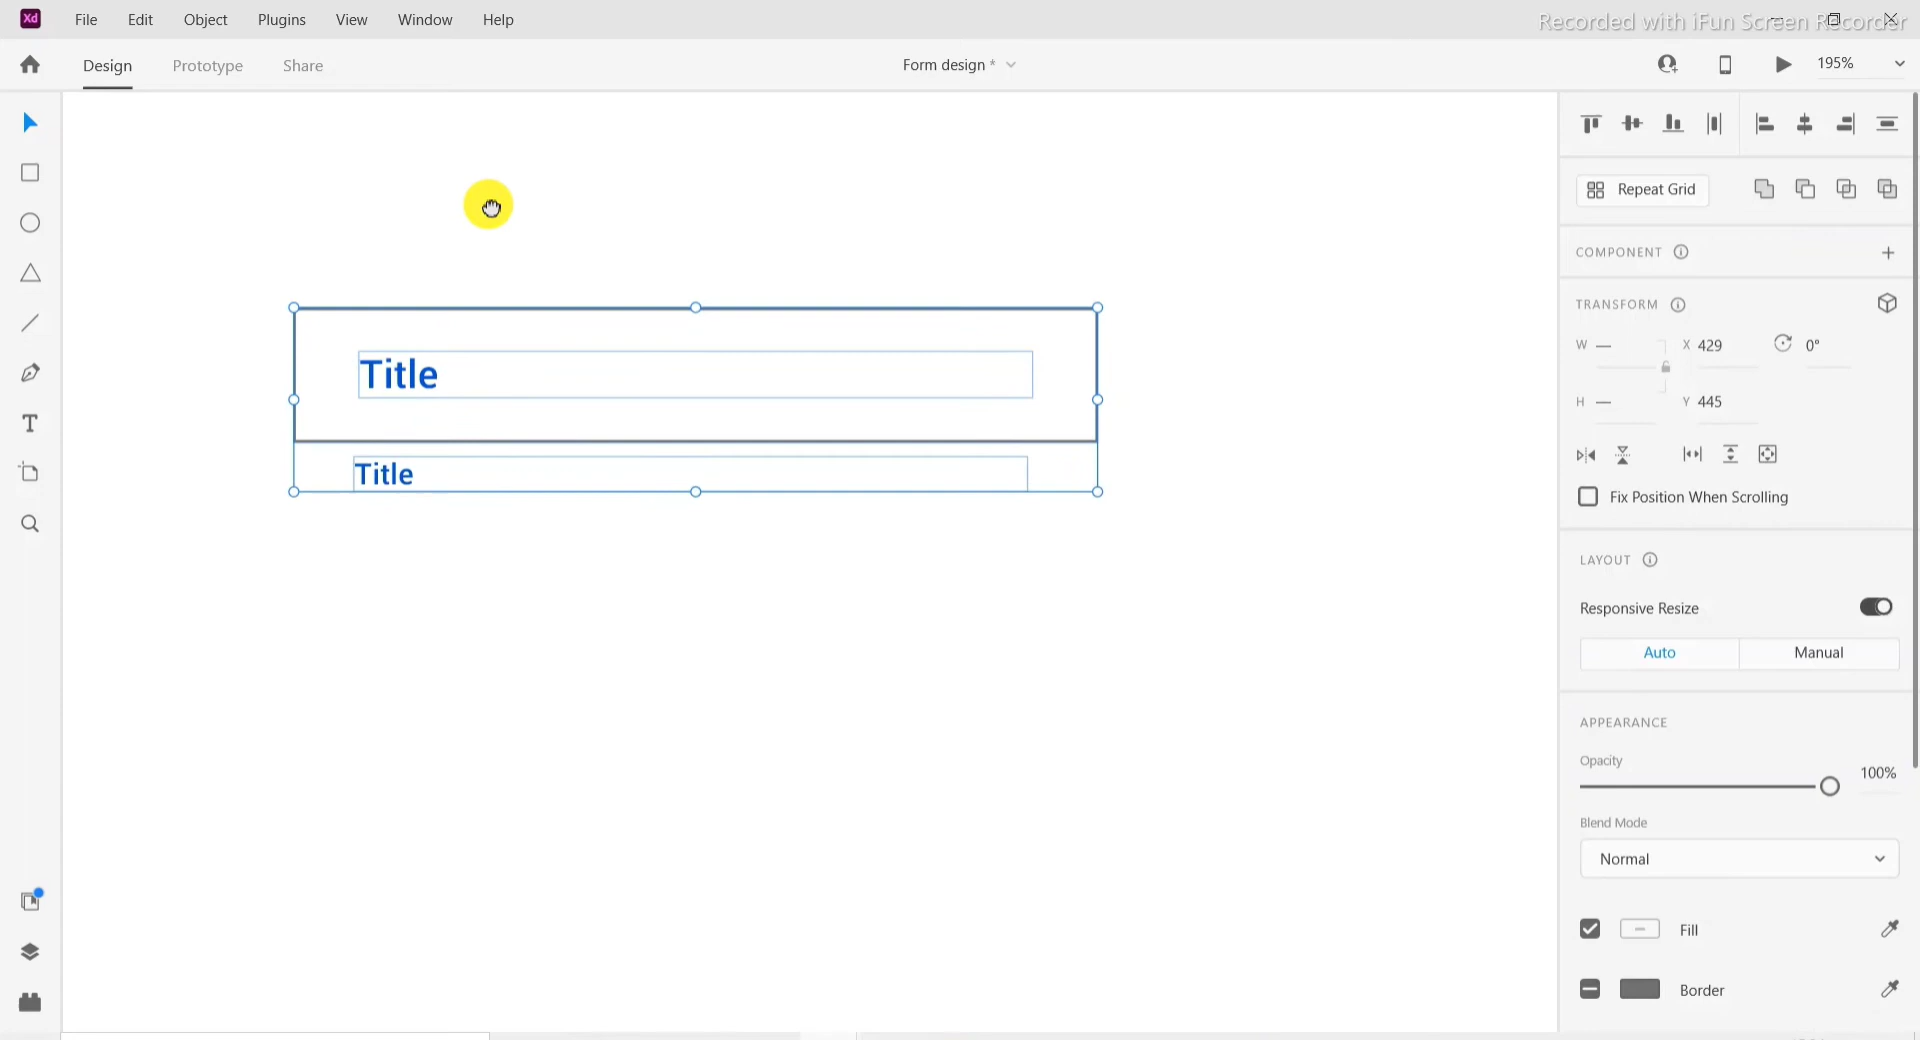 Xd File Edit Object Plugins View Window Help
Recorded with iFun Screen Recorder
Design Prototype Share
Form design *
195%
Repeat Grid
COMPONENT
TRANSFORM
W — X 429 0°
H — Y 445
Fix Position When Scrolling
LAYOUT
Responsive Resize
Auto Manual
APPEARANCE
Opacity
100%
Blend Mode
Normal
Fill
Border
Title
Title
T